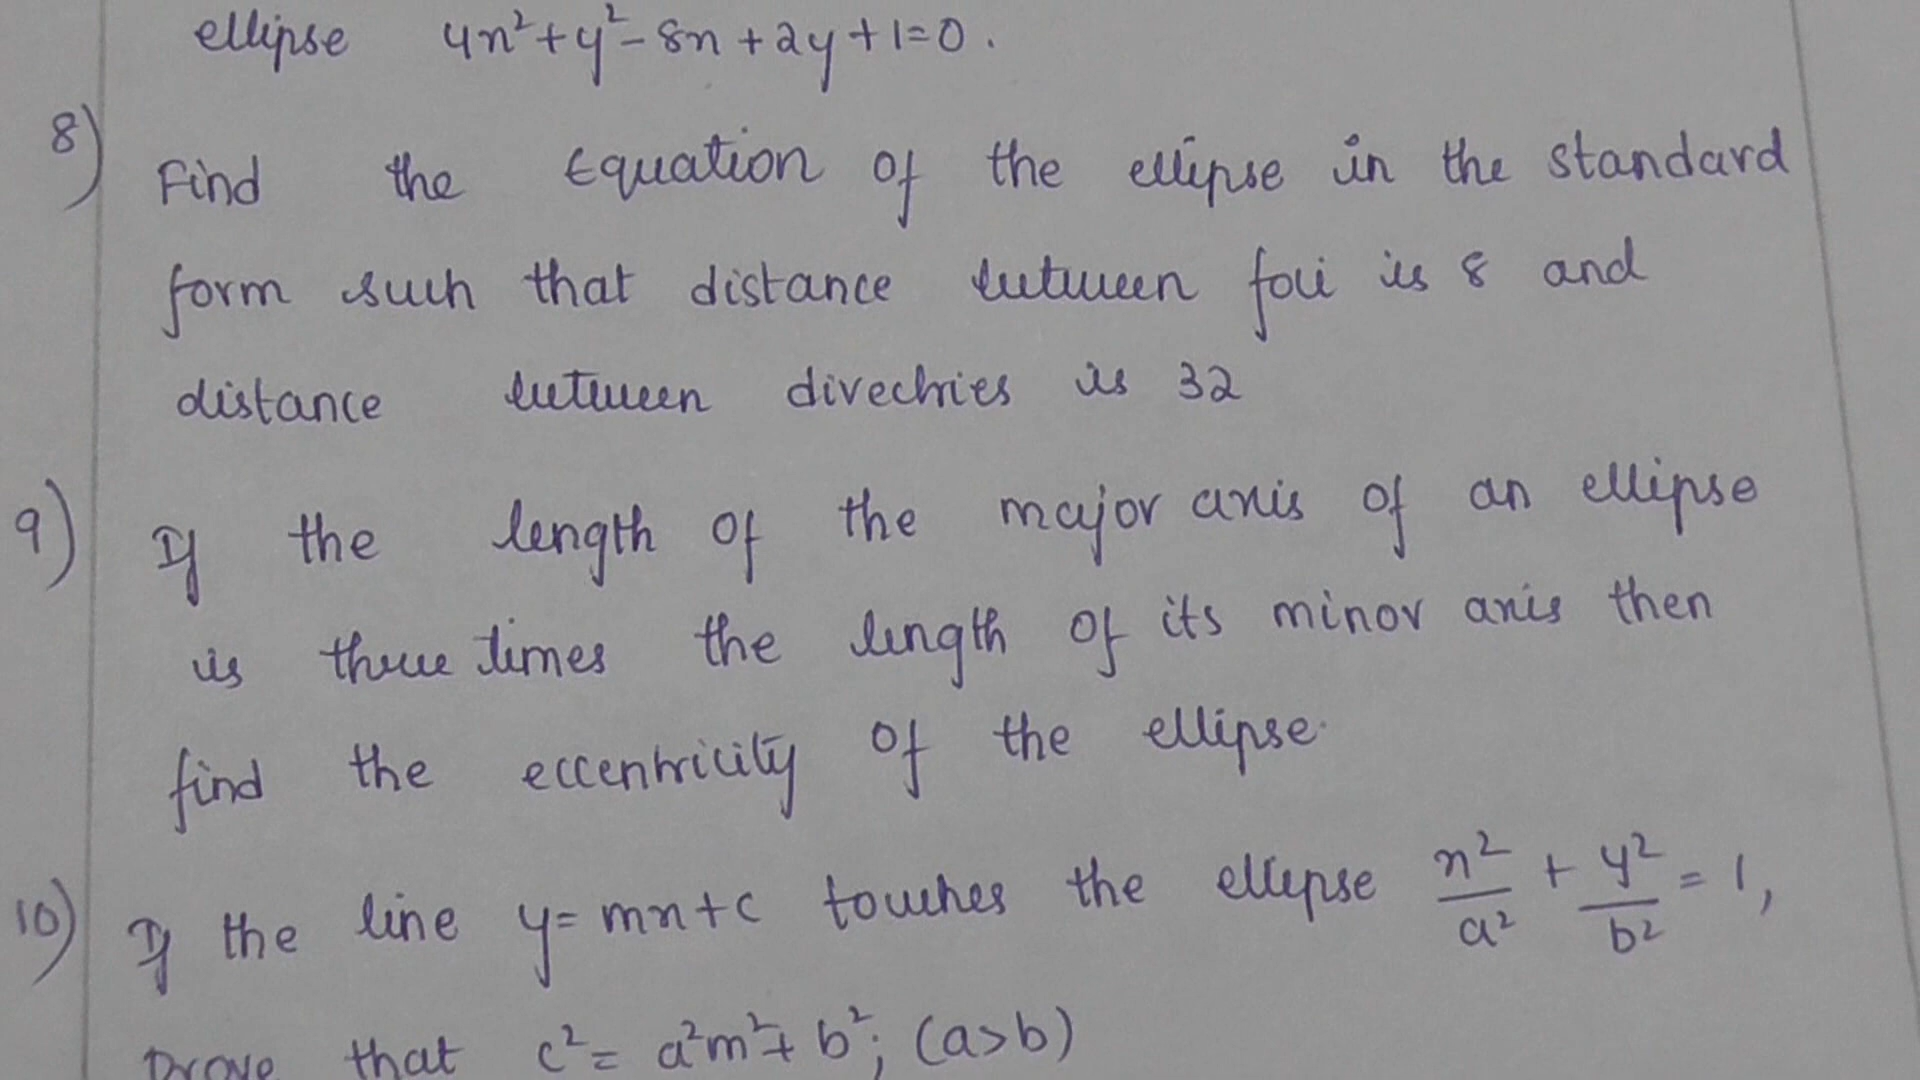 ellipse 4x²+y²-8x+2y+1=0.
8) Find the Equation of the ellipse in the standard
form such that distance between foci is 8 and
distance between directries is 32
9) If the length of the major axis of an ellipse
is three times the length of its minor axis then
find the eccentricity of the ellipse.
10) If the line y=mx+c touches the ellipse x²/a² + y²/b² = 1,
Prove that c²= a²m²+b²; (a>b)